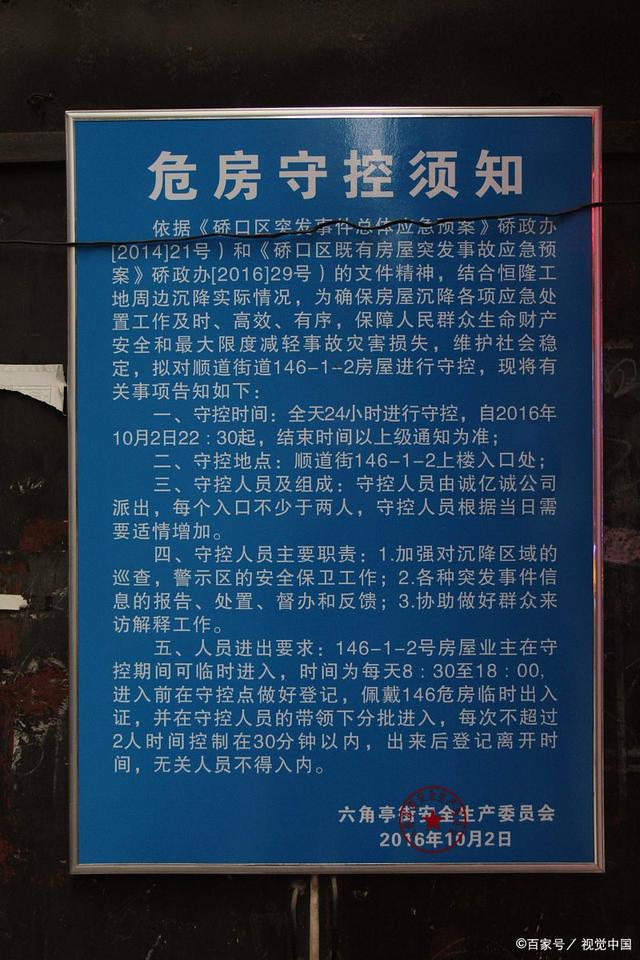 危房守控须知
依据《硚口区突发事件总体应急预案》硚政办
[2014]21号）和《硚口区既有房屋突发事故应急预
案》硚政办[2016]29号）的文件精神，结合恒隆工
地周边沉降实际情况，为确保房屋沉降各项应急处
置工作及时、高效、有序，保障人民群众生命财产
安全和最大限度减轻事故灾害损失，维护社会稳
定，拟对顺道街道146-1--2房屋进行守控，现将有
关事项告知如下：
一、守控时间：全天24小时进行守控，自2016年
10月2日22：30起，结束时间以上级通知为准；
二、守控地点：顺道街146-1-2上楼入口处；
三、守控人员及组成：守控人员由诚亿诚公司
派出，每个入口不少于两人，守控人员根据当日需
要适情增加。
四、守控人员主要职责：1.加强对沉降区域的
巡查，警示区的安全保卫工作；2.各种突发事件信
息的报告、处置、督办和反馈；3.协助做好群众来
访解释工作。
五、人员进出要求：146-1-2号房屋业主在守
控期间可临时进入，时间为每天8：30至18：00,
进入前在守控点做好登记，佩戴146危房临时出入
证，并在守控人员的带领下分批进入，每次不超过
2人时间控制在30分钟以内，出来后登记离开时
间，无关人员不得入内。
六角亭街安全生产委员会
2016年10月2日
©百家号／视觉中国